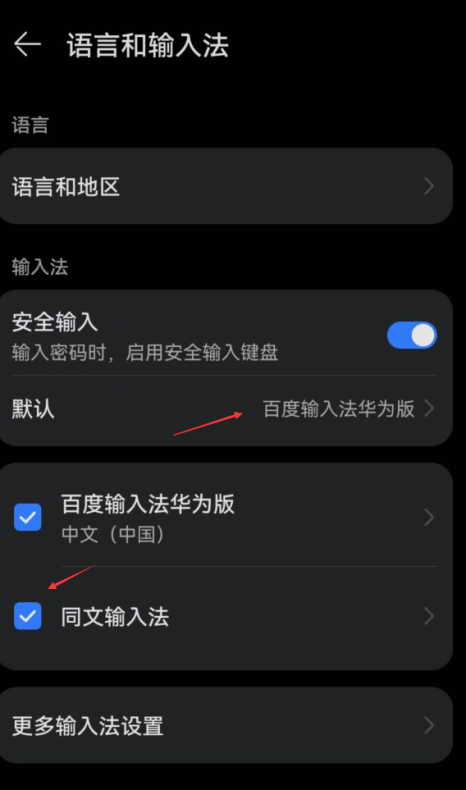 语言和输入法
语言
语言和地区
输入法
安全输入
输入密码时，启用安全输入键盘
默认 百度输入法华为版
百度输入法华为版
中文（中国）
同文输入法
更多输入法设置